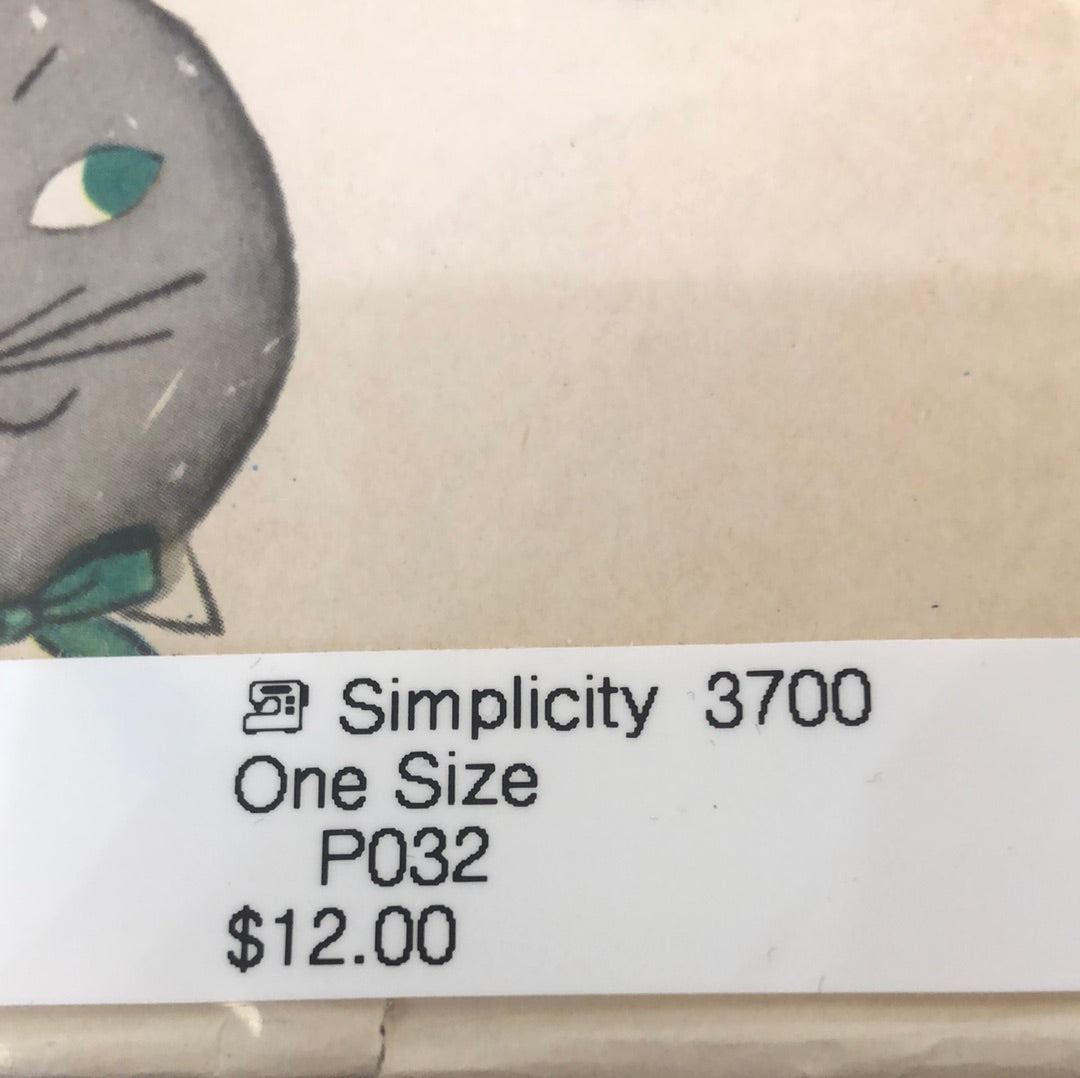 Simplicity 3700
One Size
P032
$12.00